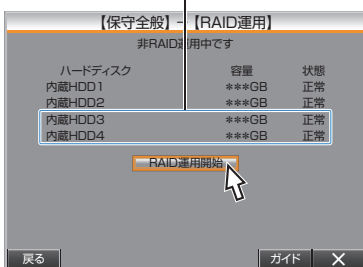 【保守全般】-【RAID運用】
非RAID運用中です
ハードディスク 容量 状態
内蔵HDD1 ***GB 正常
内蔵HDD2 ***GB 正常
内蔵HDD3 ***GB 正常
内蔵HDD4 ***GB 正常
RAID運用開始
戻る ガイド ×